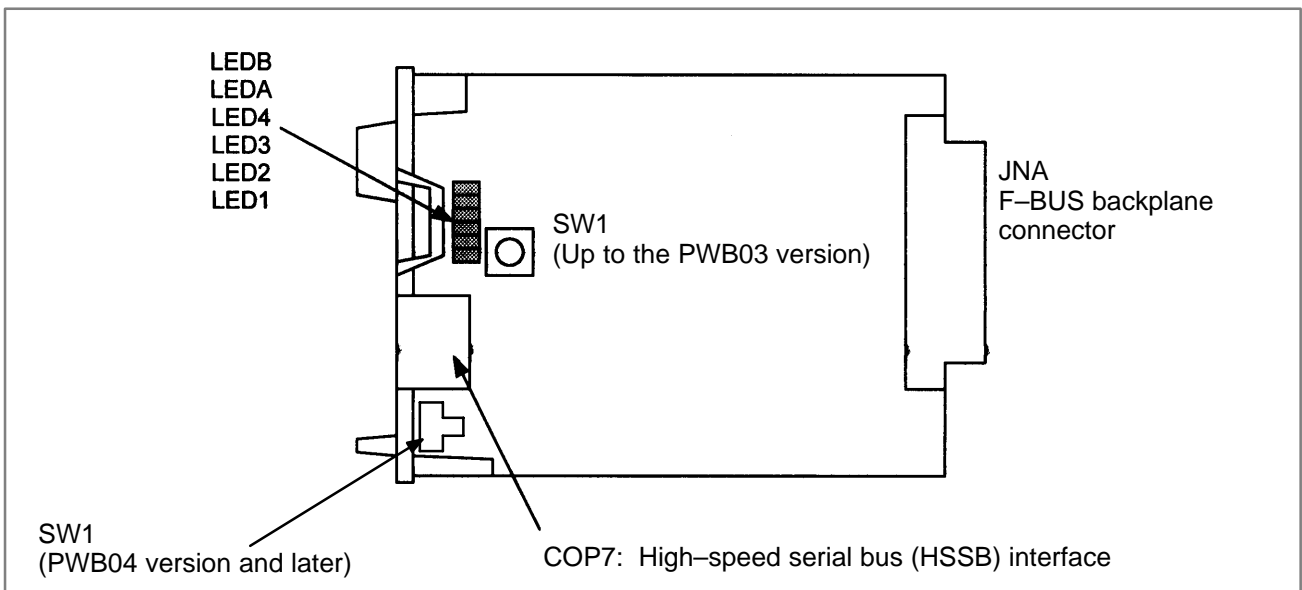 LEDB
LEDA
LED4
LED3
LED2
LED1
SW1
(Up to the PWB03 version)
JNA
F–BUS backplane
connector
SW1
(PWB04 version and later)
COP7: High–speed serial bus (HSSB) interface